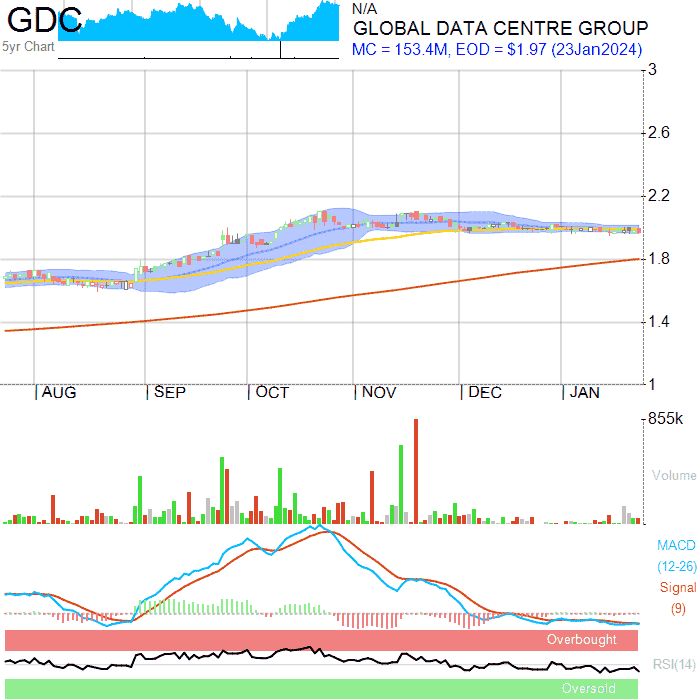 GDC
5yr Chart
N/A
GLOBAL DATA CENTRE GROUP
MC = 153.4M, EOD = $1.97 (23Jan2024)
3
2.6
2.2
1.8
1.4
1
AUG SEP OCT NOV DEC JAN
855k
Volume
MACD
(12-26)
Signal
(9)
Overbought
RSI(14)
Oversold